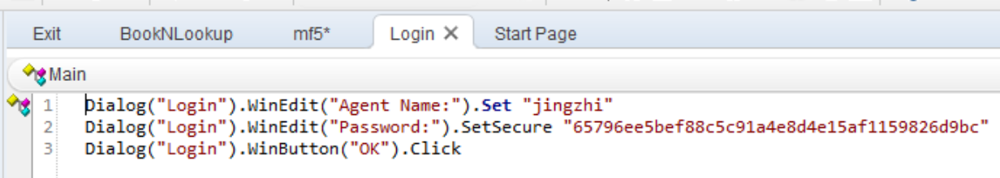 Exit BookNLookup mf5* Login Start Page
Main
1 Dialog("Login").WinEdit("Agent Name:").Set "jingzhi"
2 Dialog("Login").WinEdit("Password:").SetSecure "65796ee5bef88c5c91a4e8d4e15af1159826d9bc"
3 Dialog("Login").WinButton("OK").Click